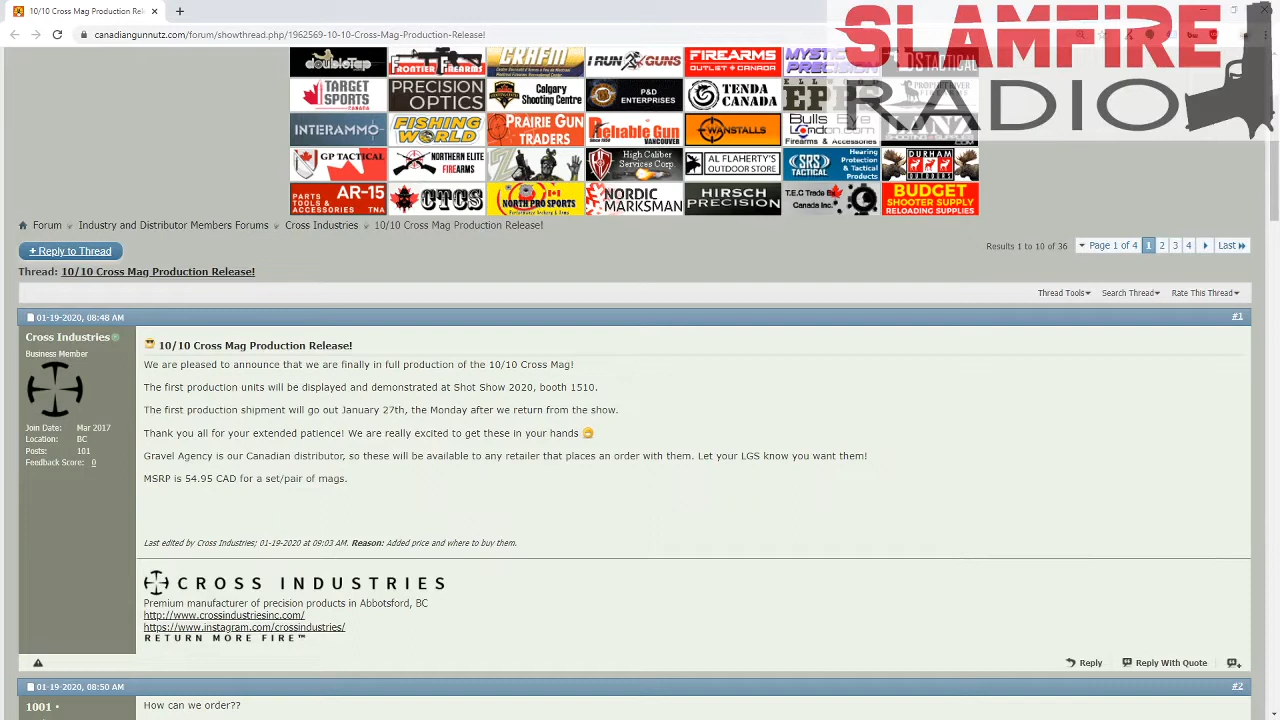 10/10 Cross Mag Production Rel
canadiangunnutz.com/forum/showthread.php/1962569-10-10-Cross-Mag-Production-Release!
SLAMFIRE
RADIO
doubleTap
FRONTIER FIREARMS
CRAFM
I RUN GUNS
FIREARMS
OUTLET CANADA
MYSTIC
PRECISION
DS TACTICAL
TARGET
SPORTS
CANADA
PRECISION
OPTICS
Calgary
Shooting Centre
P&D
ENTERPRISES
TENDA
CANADA
ELL
EPP
PROPHET RIVER
INTERAMMO
FISHING
WORLD
PRAIRIE GUN
TRADERS
Reliable Gun
VANCOUVER
WANSTALLS
Bulls Eye
London.com
Firearms & Accessories
GP TACTICAL
NORTHERN ELITE
FIREARMS
High Caliber
Services Corp.
AL FLAHERTY'S
OUTDOOR STORE
SRS
TACTICAL
Hearing
Protection
& Tactical
Products
DURHAM
OUTDOORS
PARTS
TOOLS &
ACCESSORIES
AR-15
TNA
CTCS
NORTH PRO SPORTS
NORDIC
MARKSMAN
HIRSCH
PRECISION
T.E.C Trade Ex
Canada Inc.
BUDGET
SHOOTER SUPPLY
RELOADING SUPPLIES
Forum Industry and Distributor Members Forums Cross Industries 10/10 Cross Mag Production Release!
+ Reply to Thread
Results 1 to 10 of 36
Page 1 of 4 1 2 3 4 Last
Thread: 10/10 Cross Mag Production Release!
Thread Tools Search Thread Rate This Thread
01-19-2020, 08:48 AM #1
Cross Industries
Business Member
Join Date: Mar 2017
Location: BC
Posts: 101
Feedback Score: 0
10/10 Cross Mag Production Release!
We are pleased to announce that we are finally in full production of the 10/10 Cross Mag!
The first production units will be displayed and demonstrated at Shot Show 2020, booth 1510.
The first production shipment will go out January 27th, the Monday after we return from the show.
Thank you all for your extended patience! We are really excited to get these in your hands
Gravel Agency is our Canadian distributor, so these will be available to any retailer that places an order with them. Let your LGS know you want them!
MSRP is 54.95 CAD for a set/pair of mags.
Last edited by Cross Industries; 01-19-2020 at 09:03 AM. Reason: Added price and where to buy them.
CROSS INDUSTRIES
Premium manufacturer of precision products in Abbotsford, BC
http://www.crossindustriesinc.com/
https://www.instagram.com/crossindustries/
RETURN MORE FIRE™
Reply Reply With Quote
01-19-2020, 08:50 AM #2
1001
How can we order??